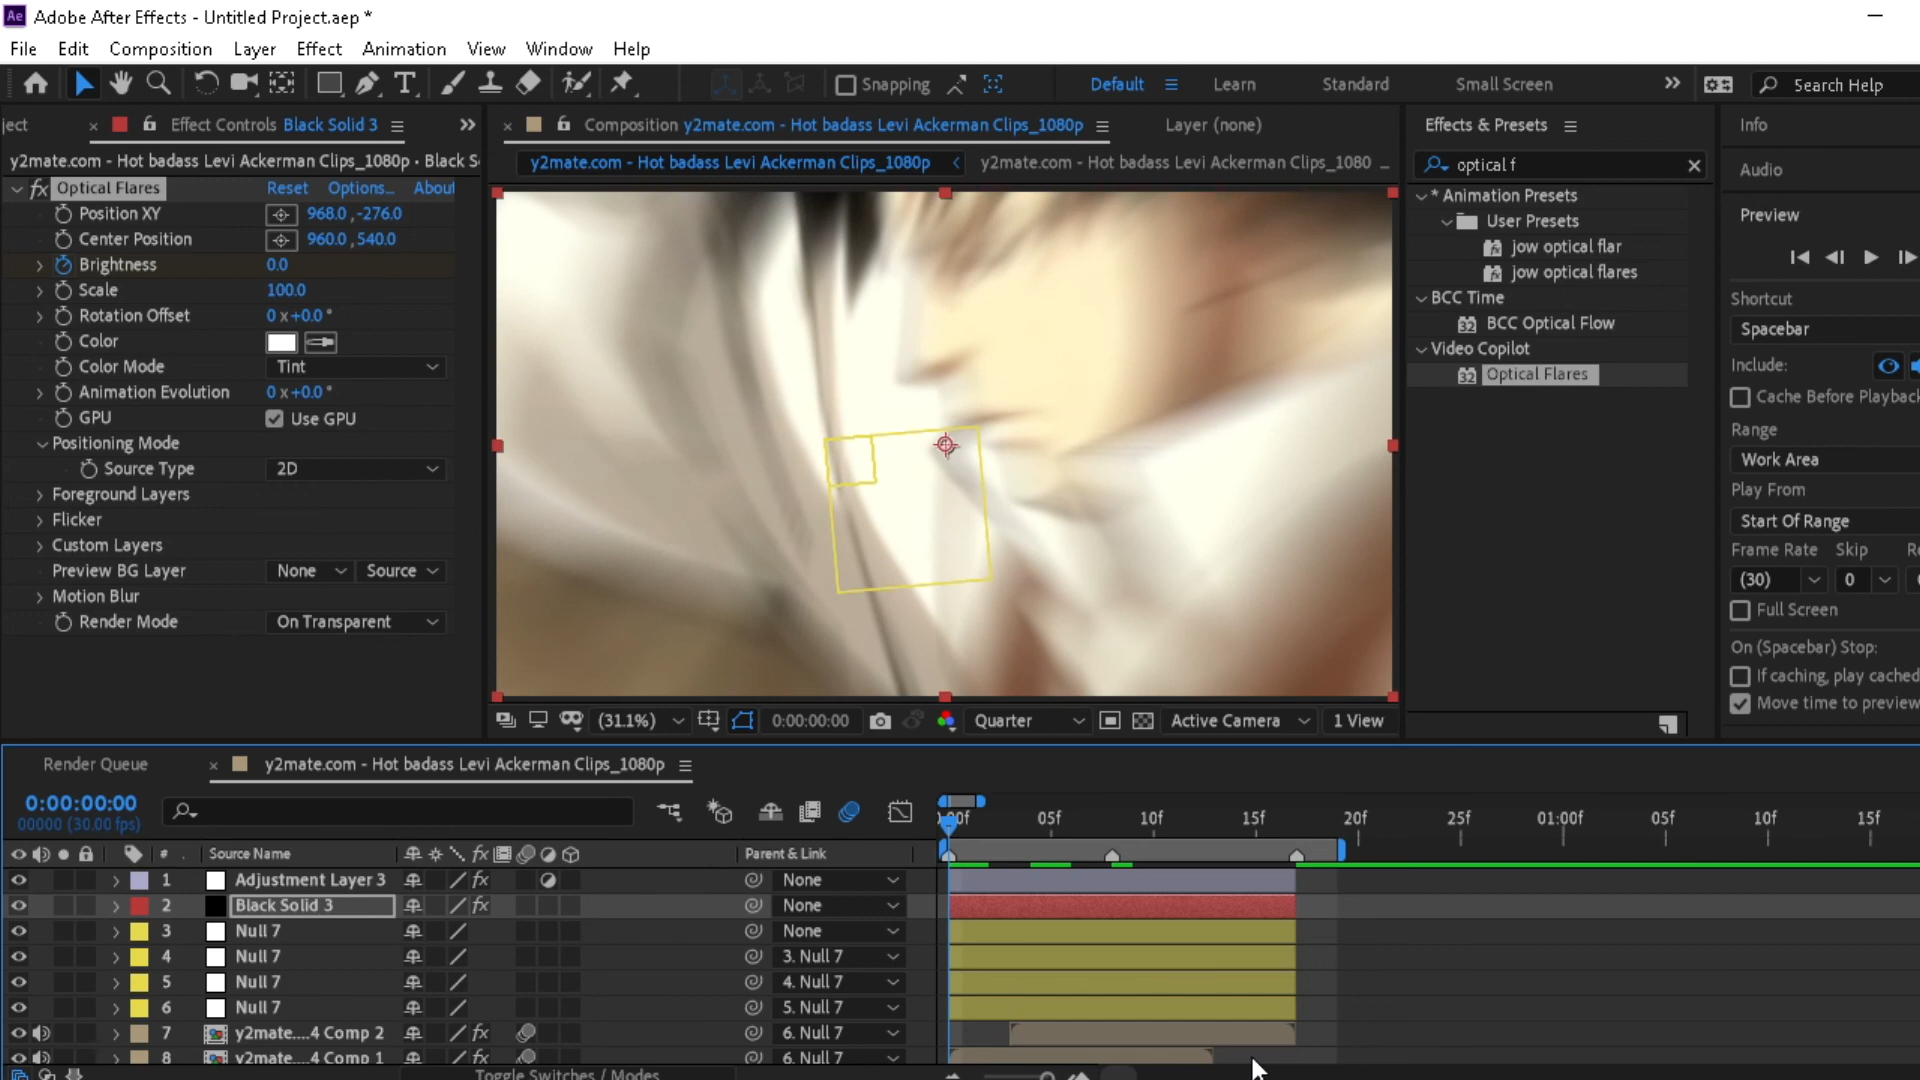 Ae Adobe After Effects - Untitled Project.aep *
File Edit Composition Layer Effect Animation View Window Help
Snapping Default Learn Standard Small Screen Search Help
ject Effect Controls Black Solid 3
y2mate.com - Hot badass Levi Ackerman Clips_1080p • Black S
fx Optical Flares Reset Options... About
Position XY 968.0 ,-276.0
Center Position 960.0 ,540.0
Brightness 0.0
Scale 100.0
Rotation Offset 0 x+0.0 °
Color
Color Mode Tint
Animation Evolution 0 x+0.0 °
GPU Use GPU
Positioning Mode
Source Type 2D
Foreground Layers
Flicker
Custom Layers
Preview BG Layer None Source
Motion Blur
Render Mode On Transparent
Composition y2mate.com - Hot badass Levi Ackerman Clips_1080p Layer (none)
y2mate.com - Hot badass Levi Ackerman Clips_1080p y2mate.com - Hot badass Levi Ackerman Clips_1080 ...
(31.1%) 0:00:00:00 Quarter Active Camera 1 View
Effects & Presets
optical f
* Animation Presets
User Presets
jow optical flar
jow optical flares
BCC Time
32 BCC Optical Flow
Video Copilot
32 Optical Flares
Info
Audio
Preview
Shortcut
Spacebar
Include:
Cache Before Playback
Range
Work Area
Play From
Start Of Range
Frame Rate Skip
(30) 0
Full Screen
On (Spacebar) Stop:
If caching, play cached
Move time to preview
Render Queue y2mate.com - Hot badass Levi Ackerman Clips_1080p
0:00:00:00
00000 (30.00 fps)
00f 05f 10f 15f 20f 25f 01:00f 05f 10f 15f
# Source Name fx Parent & Link
1 Adjustment Layer 3 fx None
2 Black Solid 3 fx None
3 Null 7 None
4 Null 7 3. Null 7
5 Null 7 4. Null 7
6 Null 7 5. Null 7
7 y2mate....4 Comp 2 fx 6. Null 7
8 y2mate....4 Comp 1 fx 6. Null 7
Toggle Switches / Modes